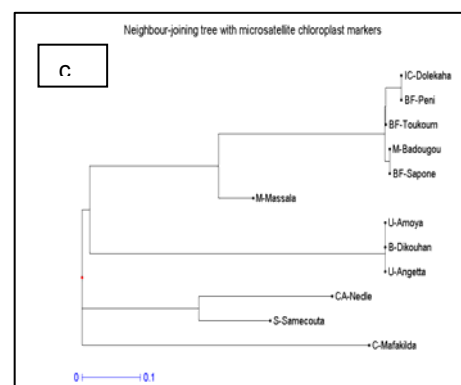 Neighbour-joining tree with microsatellite chloroplast markers
C
IC-Dolekaha
BF-Peni
BF-Toukoum
M-Badougou
BF-Sapone
M-Massala
U-Amoya
B-Dikouhan
U-Angetta
CA-Nedle
S-Samecouta
C-Mafakilda
0 0.1